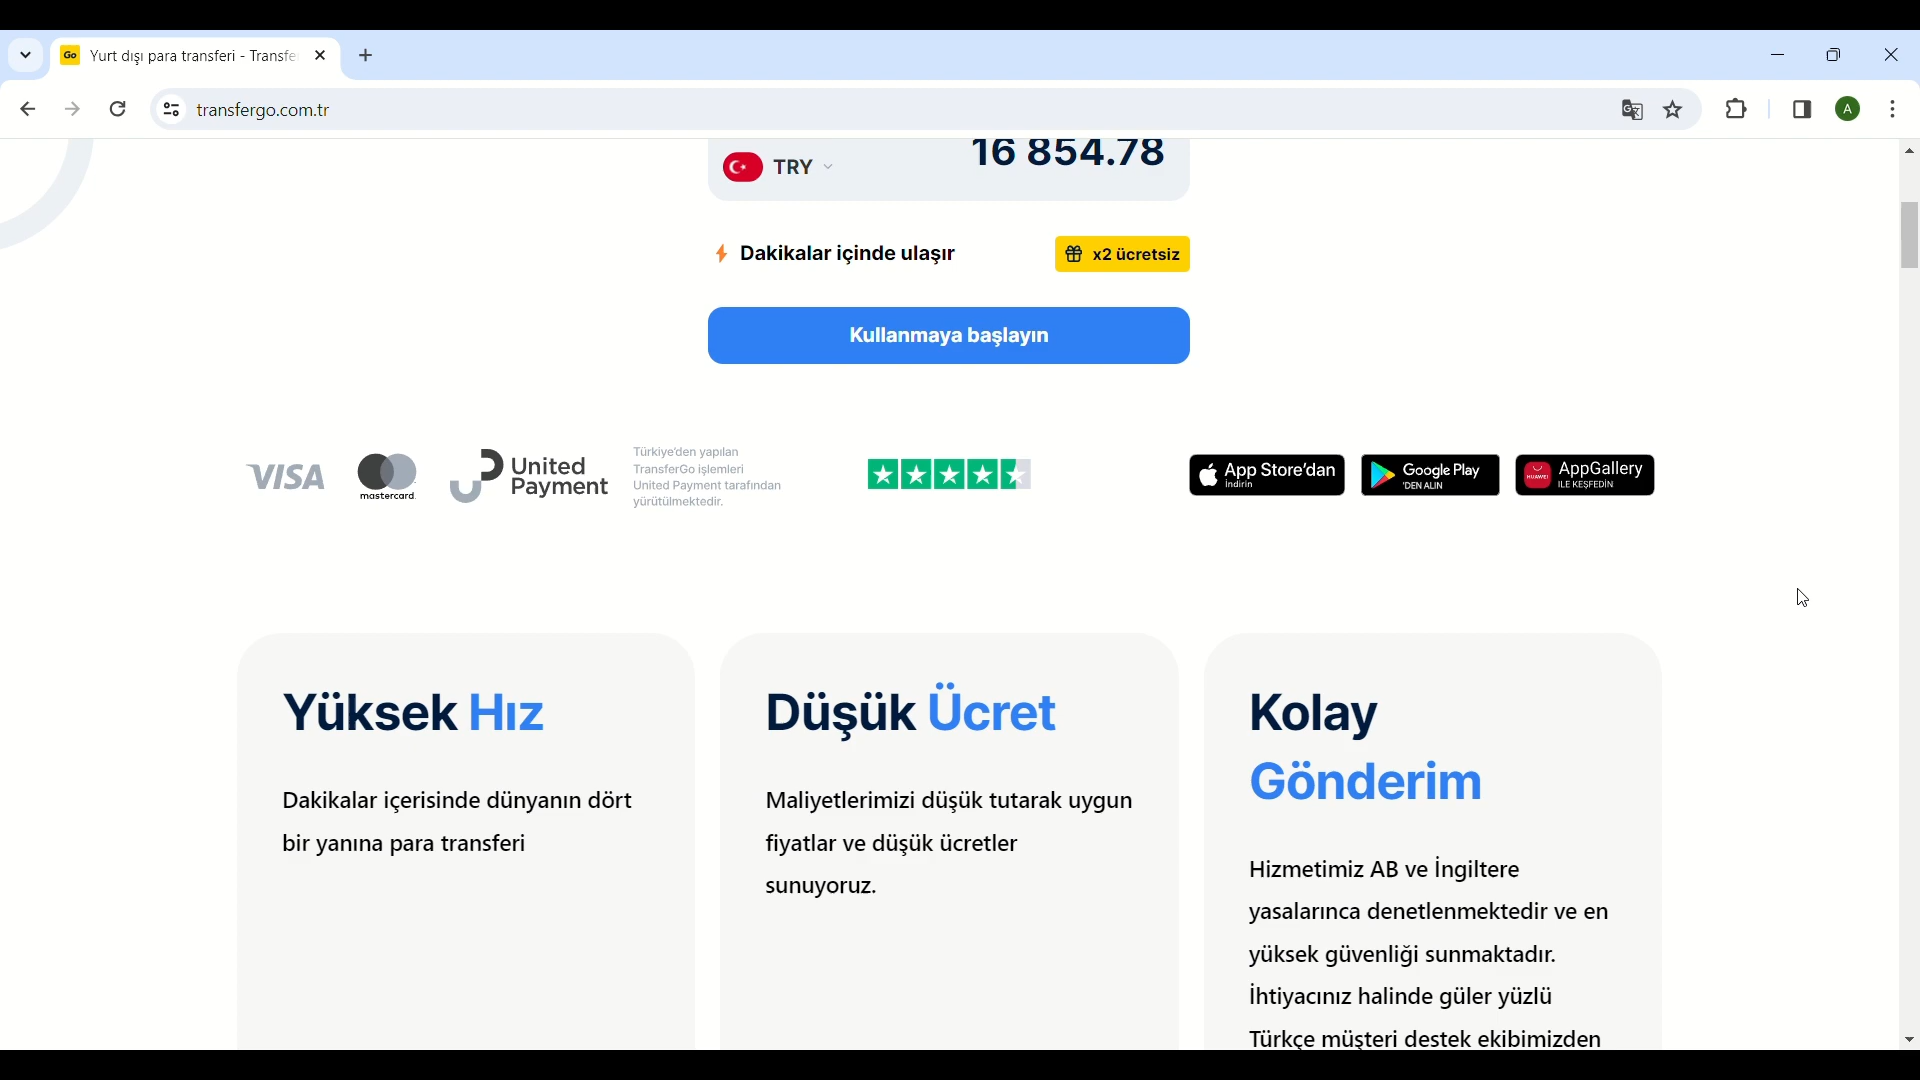 Go Yurt dışı para transferi - Transfe
transfergo.com.tr
A
TRY
16 854.78
Dakikalar içinde ulaşır
x2 ücretsiz
Kullanmaya başlayın
VISA
mastercard.
United
Payment
Türkiye'den yapılan
TransferGo işlemleri
United Payment tarafından
yürütülmektedir.
App Store'dan
indirin
Google Play
'DEN ALIN
HUAWEI
AppGallery
ILE KEŞFEDİN
Yüksek Hız
Dakikalar içerisinde dünyanın dört
bir yanına para transferi
Düşük Ücret
Maliyetlerimizi düşük tutarak uygun
fiyatlar ve düşük ücretler
sunuyoruz.
Kolay
Gönderim
Hizmetimiz AB ve İngiltere
yasalarınca denetlenmektedir ve en
yüksek güvenliği sunmaktadır.
İhtiyacınız halinde güler yüzlü
Türkçe müşteri destek ekibimizden